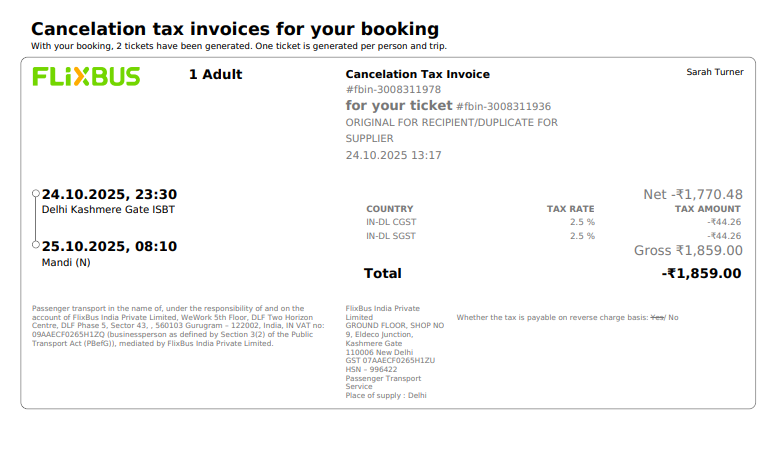 Cancelation tax invoices for your booking
With your booking, 2 tickets have been generated. One ticket is generated per person and trip.
FLiXBUS
1 Adult
Cancelation Tax Invoice
#fbin-3008311978
for your ticket #fbin-3008311936
ORIGINAL FOR RECIPIENT/DUPLICATE FOR
SUPPLIER
24.10.2025 13:17
Sarah Turner
24.10.2025, 23:30
Delhi Kashmere Gate ISBT
25.10.2025, 08:10
Mandi (N)
Net -₹1,770.48
COUNTRY TAX RATE TAX AMOUNT
IN-DL CGST 2.5 % -₹44.26
IN-DL SGST 2.5 % -₹44.26
Gross ₹1,859.00
Total -₹1,859.00
Passenger transport in the name of, under the responsibility of and on the
account of FlixBus India Private Limited, WeWork 5th Floor, DLF Two Horizon
Centre, DLF Phase 5, Sector 43, , 560103 Gurugram – 122002, India, IN VAT no:
09AAECF0265H1ZQ (businessperson as defined by Section 3(2) of the Public
Transport Act (PBefG)), mediated by FlixBus India Private Limited.
FlixBus India Private
Limited
GROUND FLOOR, SHOP NO
9, Eldeco Junction,
Kashmere Gate
110006 New Delhi
GST 07AAECF0265H1ZU
HSN – 996422
Passenger Transport
Service
Place of supply : Delhi
Whether the tax is payable on reverse charge basis: Yes/ No